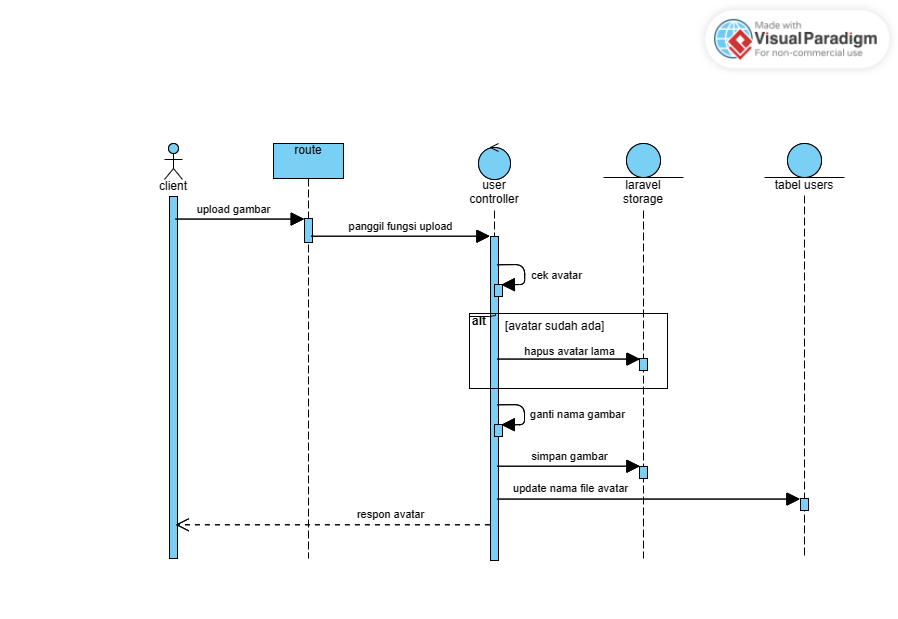 Made with
Visual Paradigm
For non-commercial use
route
client
user
controller
laravel
storage
tabel users
upload gambar
panggil fungsi upload
cek avatar
alt
[avatar sudah ada]
hapus avatar lama
ganti nama gambar
simpan gambar
update nama file avatar
respon avatar